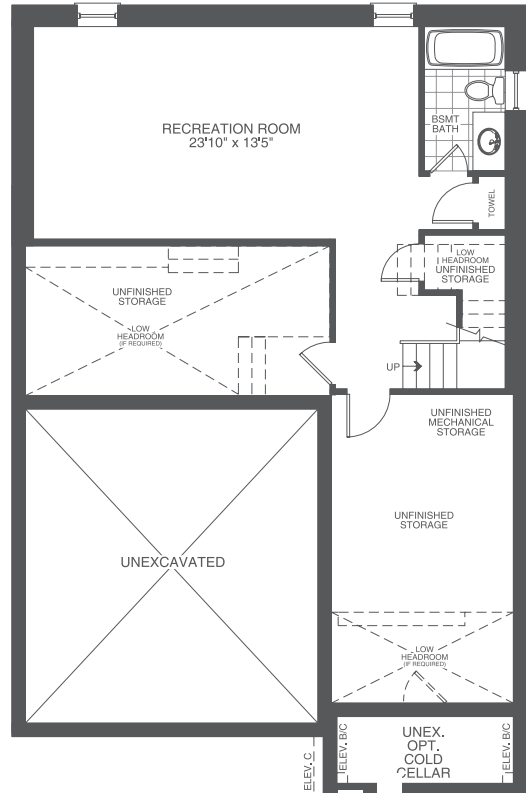 RECREATION ROOM
23'10" x 13'5"
BSMT
BATH
TOWEL
LOW
HEADROOM
UNFINISHED
STORAGE
UNFINISHED
STORAGE
LOW
HEADROOM
(IF REQUIRED)
UP
UNFINISHED
MECHANICAL
STORAGE
UNFINISHED
STORAGE
UNEXCAVATED
LOW
HEADROOM
(IF REQUIRED)
ELEV. C
ELEV. B/C
UNEX.
OPT.
COLD
CELLAR
ELEV. B/C